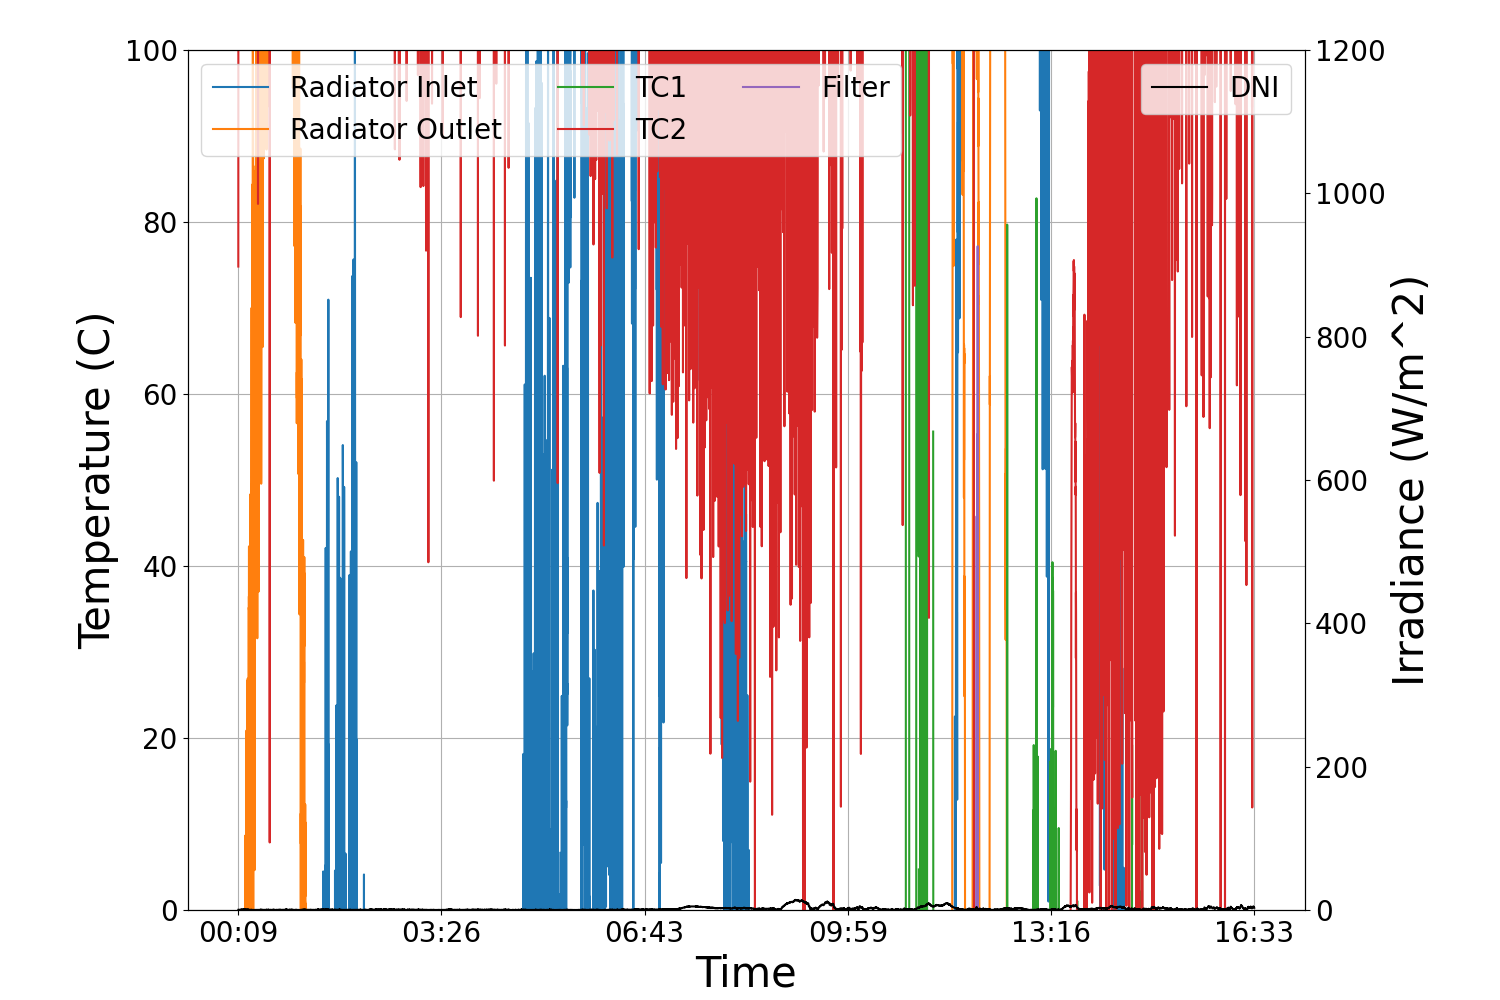 100
80
60
40
20
0
Temperature (C)
Radiator Inlet
Radiator Outlet
TC1
TC2
Filter
DNI
1200
1000
800
600
400
200
0
Irradiance (W/m^2)
00:09 03:26 06:43 09:59 13:16 16:33
Time